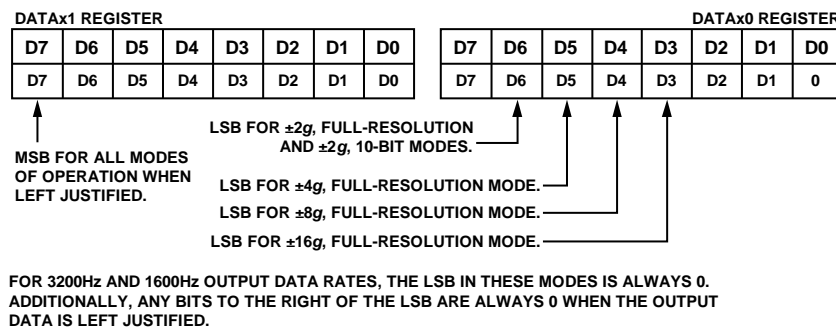 DATAx1 REGISTER
DATAx0 REGISTER
D7 D6 D5 D4 D3 D2 D1 D0
D7 D6 D5 D4 D3 D2 D1 D0
D7 D6 D5 D4 D3 D2 D1 D0
D7 D6 D5 D4 D3 D2 D1 0
MSB FOR ALL MODES
OF OPERATION WHEN
LEFT JUSTIFIED.
LSB FOR ±2g, FULL-RESOLUTION
AND ±2g, 10-BIT MODES.
LSB FOR ±4g, FULL-RESOLUTION MODE.
LSB FOR ±8g, FULL-RESOLUTION MODE.
LSB FOR ±16g, FULL-RESOLUTION MODE.
FOR 3200Hz AND 1600Hz OUTPUT DATA RATES, THE LSB IN THESE MODES IS ALWAYS 0.
ADDITIONALLY, ANY BITS TO THE RIGHT OF THE LSB ARE ALWAYS 0 WHEN THE OUTPUT
DATA IS LEFT JUSTIFIED.